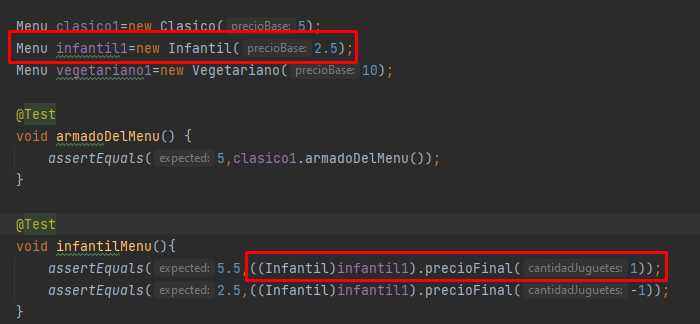 Menu clasico1=new Clasico( precioBase: 5);
Menu infantil1=new Infantil( precioBase: 2.5);
Menu vegetariano1=new Vegetariano( precioBase: 10);
@Test
void armadoDelMenu() {
assertEquals( expected: 5,clasico1.armadoDelMenu());
}
@Test
void infantilMenu(){
assertEquals( expected: 5.5,((Infantil)infantil1).precioFinal( cantidadJuguetes: 1));
assertEquals( expected: 2.5,((Infantil)infantil1).precioFinal( cantidadJuguetes: -1));
}